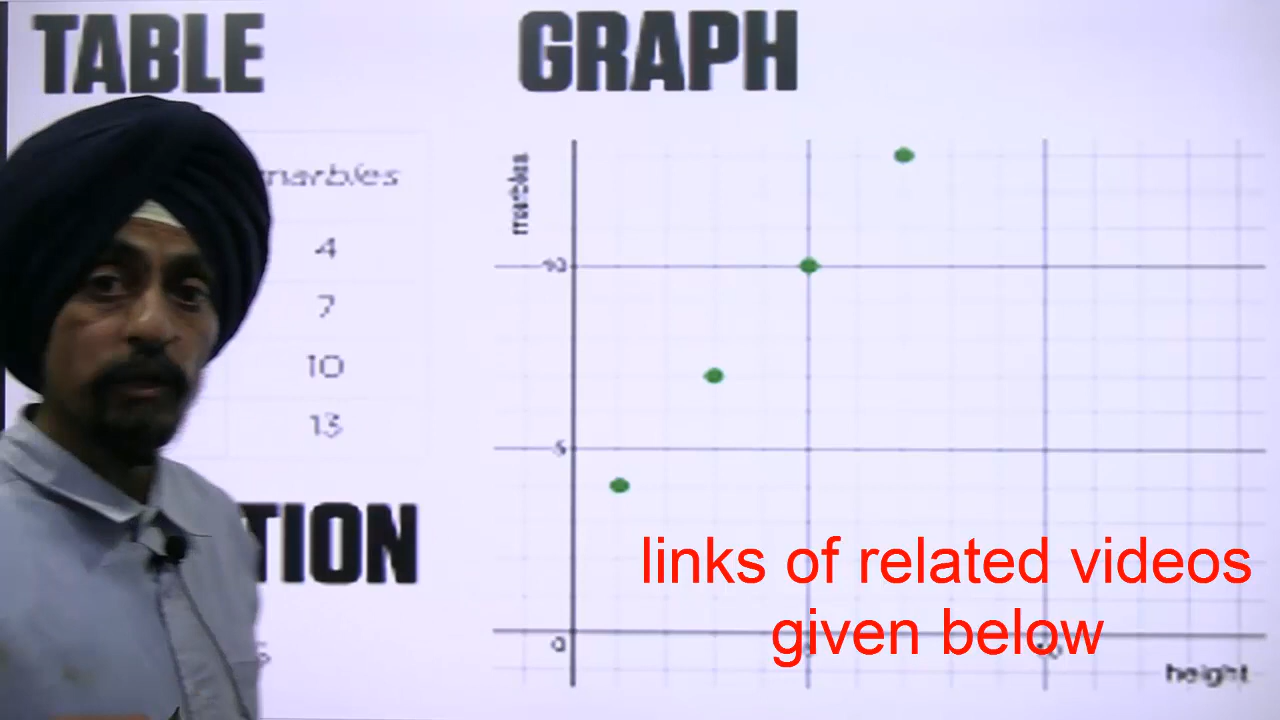 TABLE
GRAPH
marbles
4
7
10
13
TION
marbles
10
5
0
height
links of related videos
given below